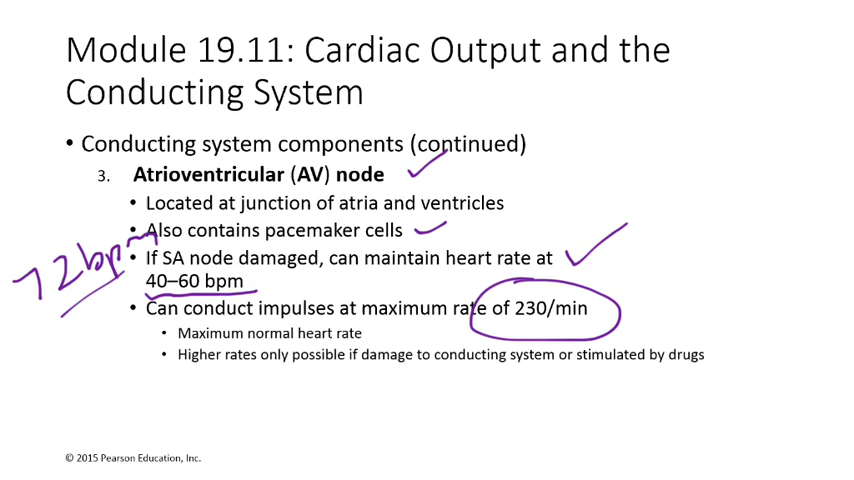 Module 19.11: Cardiac Output and the
Conducting System
• Conducting system components (continued)
3. Atrioventricular (AV) node
• Located at junction of atria and ventricles
• Also contains pacemaker cells
• If SA node damaged, can maintain heart rate at
72bpm
40–60 bpm
• Can conduct impulses at maximum rate of 230/min
• Maximum normal heart rate
• Higher rates only possible if damage to conducting system or stimulated by drugs
© 2015 Pearson Education, Inc.